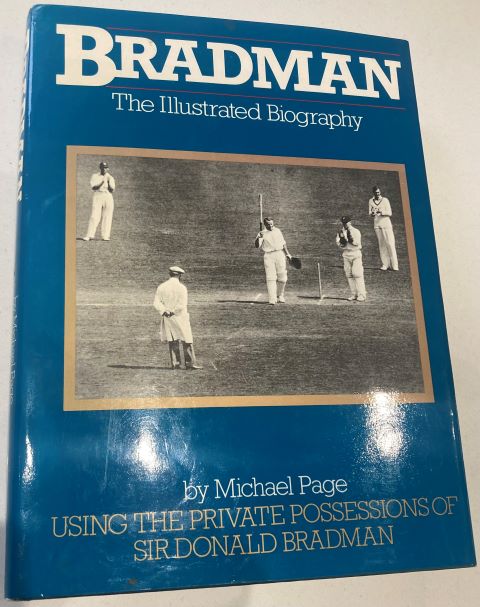 BRADMAN
The Illustrated Biography
by Michael Page
USING THE PRIVATE POSSESSIONS OF
SIR DONALD BRADMAN